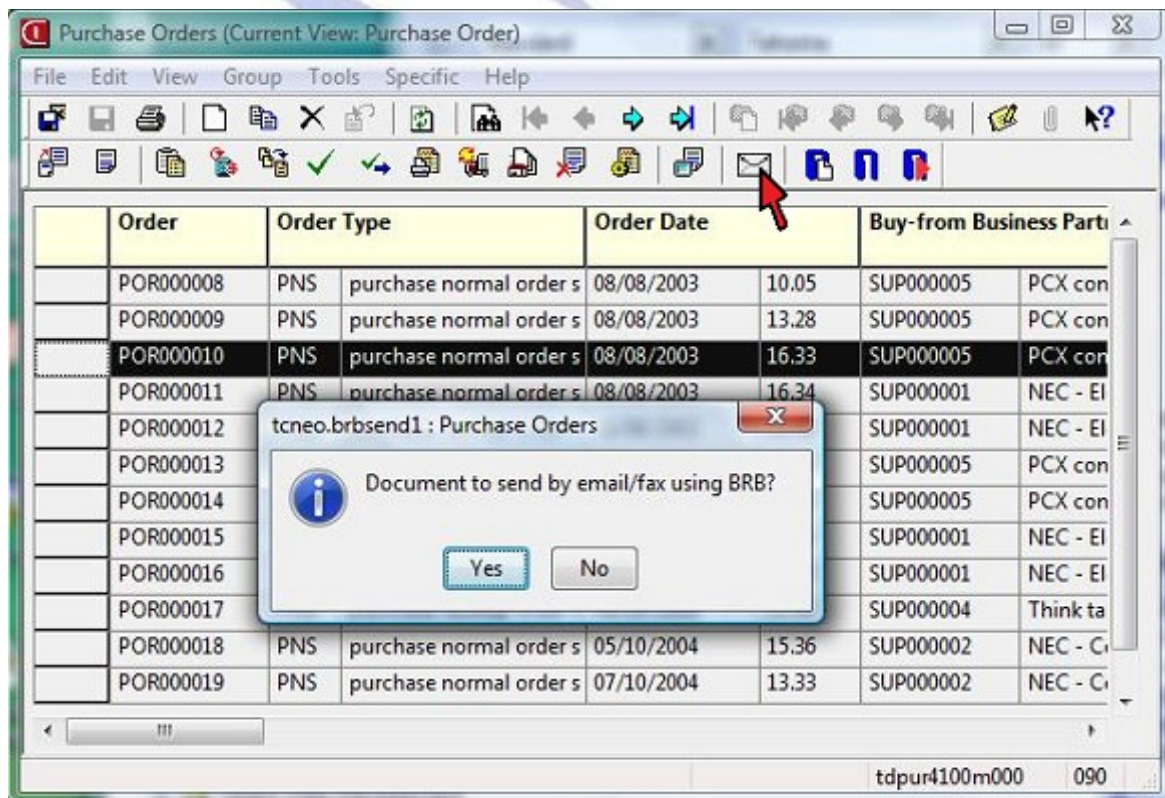 Purchase Orders (Current View: Purchase Order)
File Edit View Group Tools Specific Help
Order Order Type Order Date Buy-from Business Part
POR000008 PNS purchase normal order s 08/08/2003 10.05 SUP000005 PCX con
POR000009 PNS purchase normal order s 08/08/2003 13.28 SUP000005 PCX con
POR000010 PNS purchase normal order s 08/08/2003 16.33 SUP000005 PCX con
POR000011 PNS purchase normal order s 08/08/2003 16.34 SUP000001 NEC - El
POR000012 SUP000001 NEC - El
POR000013 SUP000005 PCX con
POR000014 SUP000005 PCX con
POR000015 SUP000001 NEC - El
POR000016 SUP000001 NEC - El
POR000017 SUP000004 Think ta
POR000018 PNS purchase normal order s 05/10/2004 15.36 SUP000002 NEC - C
POR000019 PNS purchase normal order s 07/10/2004 13.33 SUP000002 NEC - C
tcneo.brbsend1 : Purchase Orders
Document to send by email/fax using BRB?
Yes No
tdpur4100m000 090